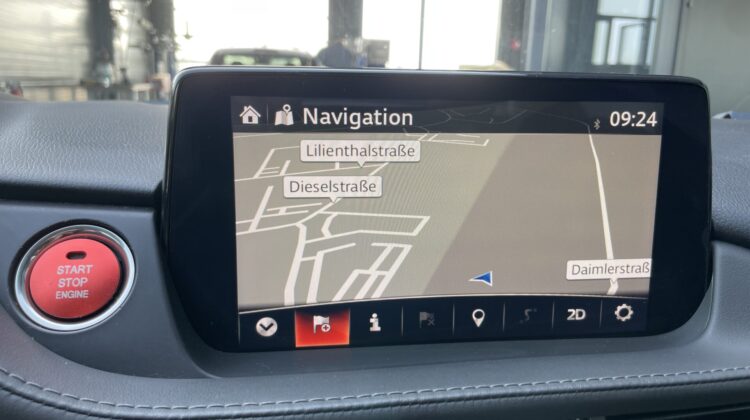 Navigation
09:24
Lilienthalstraße
Dieselstraße
Daimlerstraß
START
STOP
ENGINE
2D